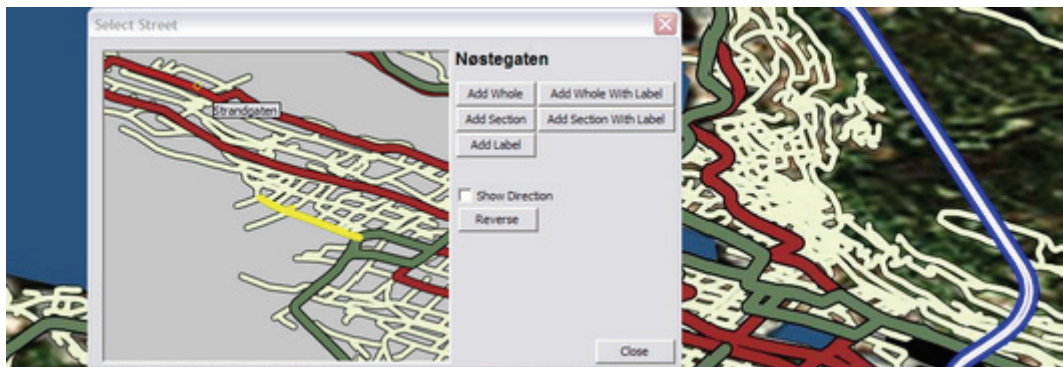 Select Street
Nøstegaten
Strandgaten
Add Whole
Add Whole With Label
Add Section
Add Section With Label
Add Label
Show Direction
Reverse
Close